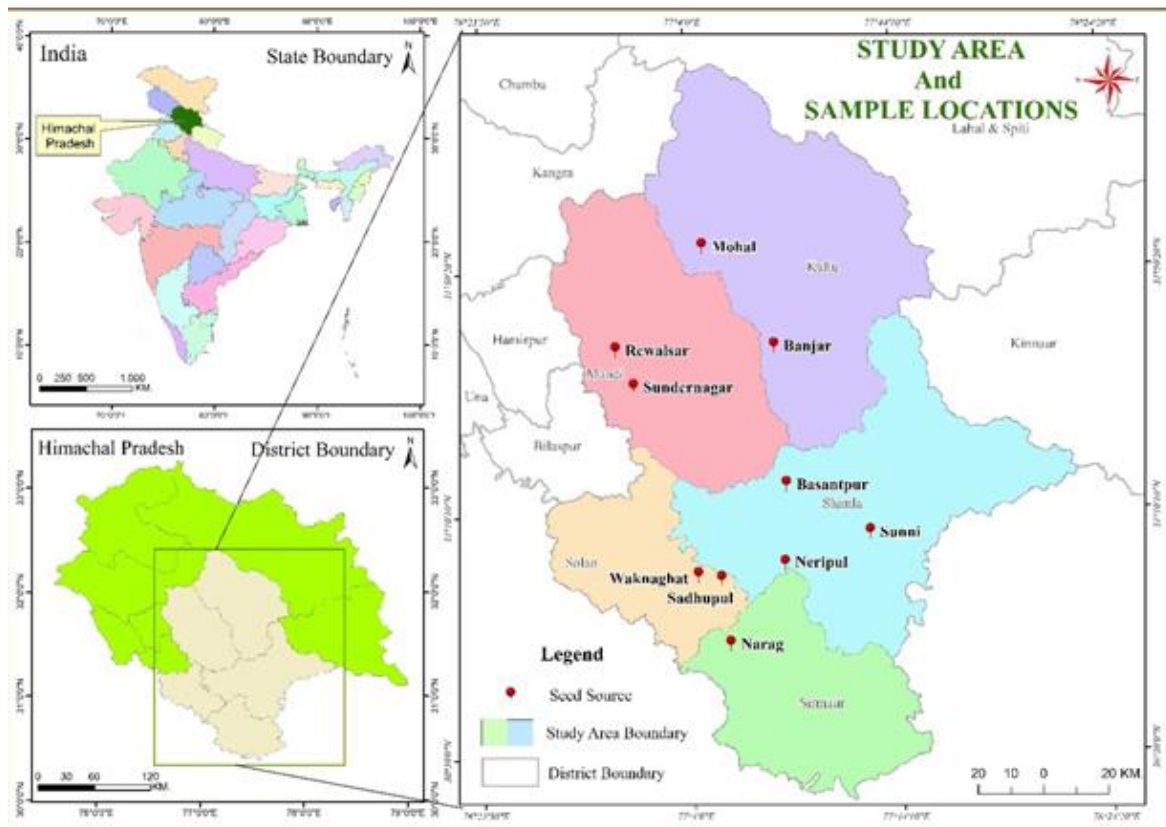 India
State Boundary
N
Himachal
Pradesh
0 250 500 1,000
KM.
Himachal Pradesh
District Boundary
N
0 30 60 120
KM.
STUDY AREA
And
SAMPLE LOCATIONS
Chamba
Lahal & Spiti
Kangra
Mohal
Kullu
Hamirpur
Rewalsar
Banjar
Kinnaur
Mandi
Sundernagar
Una
Bilaspur
Basantpur
Shimla
Sunni
Solan
Neripul
Waknaghat
Sadhupul
Narag
Legend
Seed Source
Sirmaur
Study Area Boundary
District Boundary
20 10 0 20 KM.